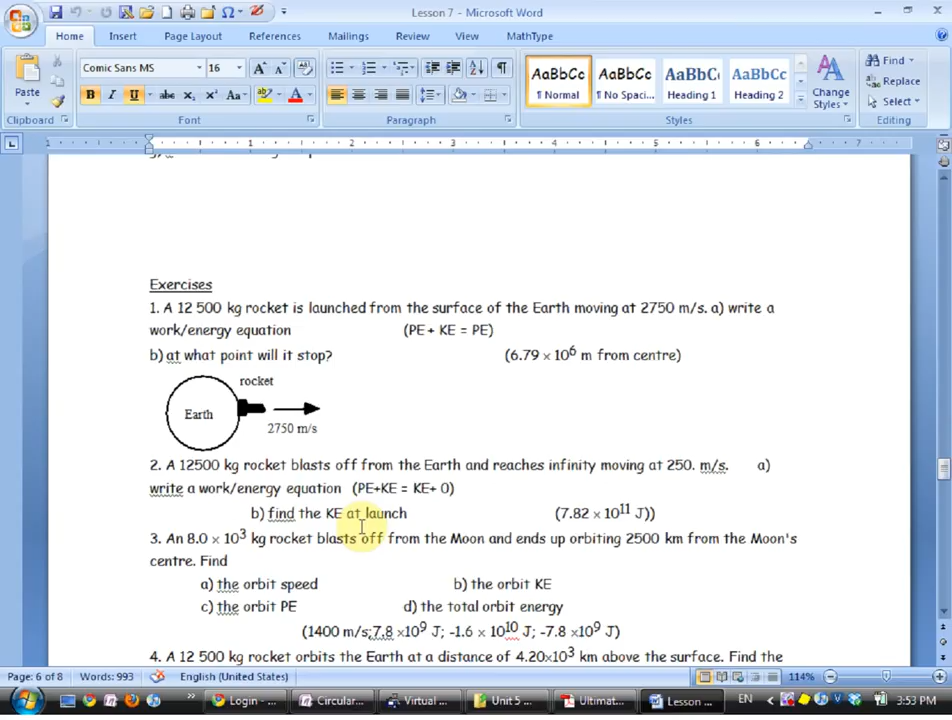 Lesson 7 - Microsoft Word
Home Insert Page Layout References Mailings Review View MathType
Comic Sans MS 16
Paste
Clipboard Font Paragraph Styles Editing
AaBbCc AaBbCc AaBbC AaBbCc
¶ Normal ¶ No Spaci... Heading 1 Heading 2
Change Styles
Find
Replace
Select
Exercises
1. A 12 500 kg rocket is launched from the surface of the Earth moving at 2750 m/s. a) write a
work/energy equation (PE + KE = PE)
b) at what point will it stop? (6.79 × 10⁶ m from centre)
rocket
Earth
2750 m/s
2. A 12500 kg rocket blasts off from the Earth and reaches infinity moving at 250. m/s. a)
write a work/energy equation (PE+KE = KE+ 0)
b) find the KE at launch (7.82 × 10¹¹ J))
3. An 8.0 × 10³ kg rocket blasts off from the Moon and ends up orbiting 2500 km from the Moon's
centre. Find
a) the orbit speed b) the orbit KE
c) the orbit PE d) the total orbit energy
(1400 m/s;7.8 ×10⁹ J; -1.6 × 10¹⁰ J; -7.8 ×10⁹ J)
4. A 12 500 kg rocket orbits the Earth at a distance of 4.20×10³ km above the surface. Find the
Page: 6 of 8 Words: 993 English (United States) 114%
Login - ... Circular... Virtual ... Unit 5 ... Ultimat... Lesson ... EN 3:53 PM